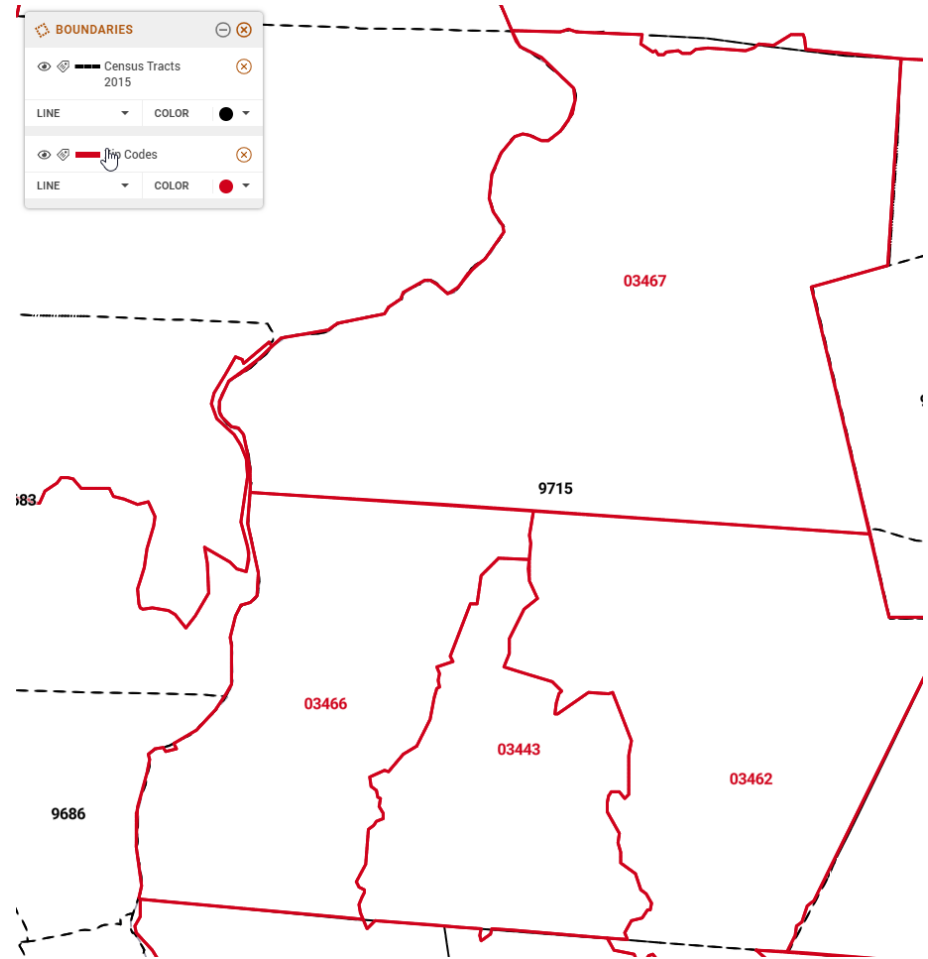 BOUNDARIES
Census Tracts
2015
LINE COLOR
Codes
LINE COLOR
03467
9715
03466
03443
03462
9686